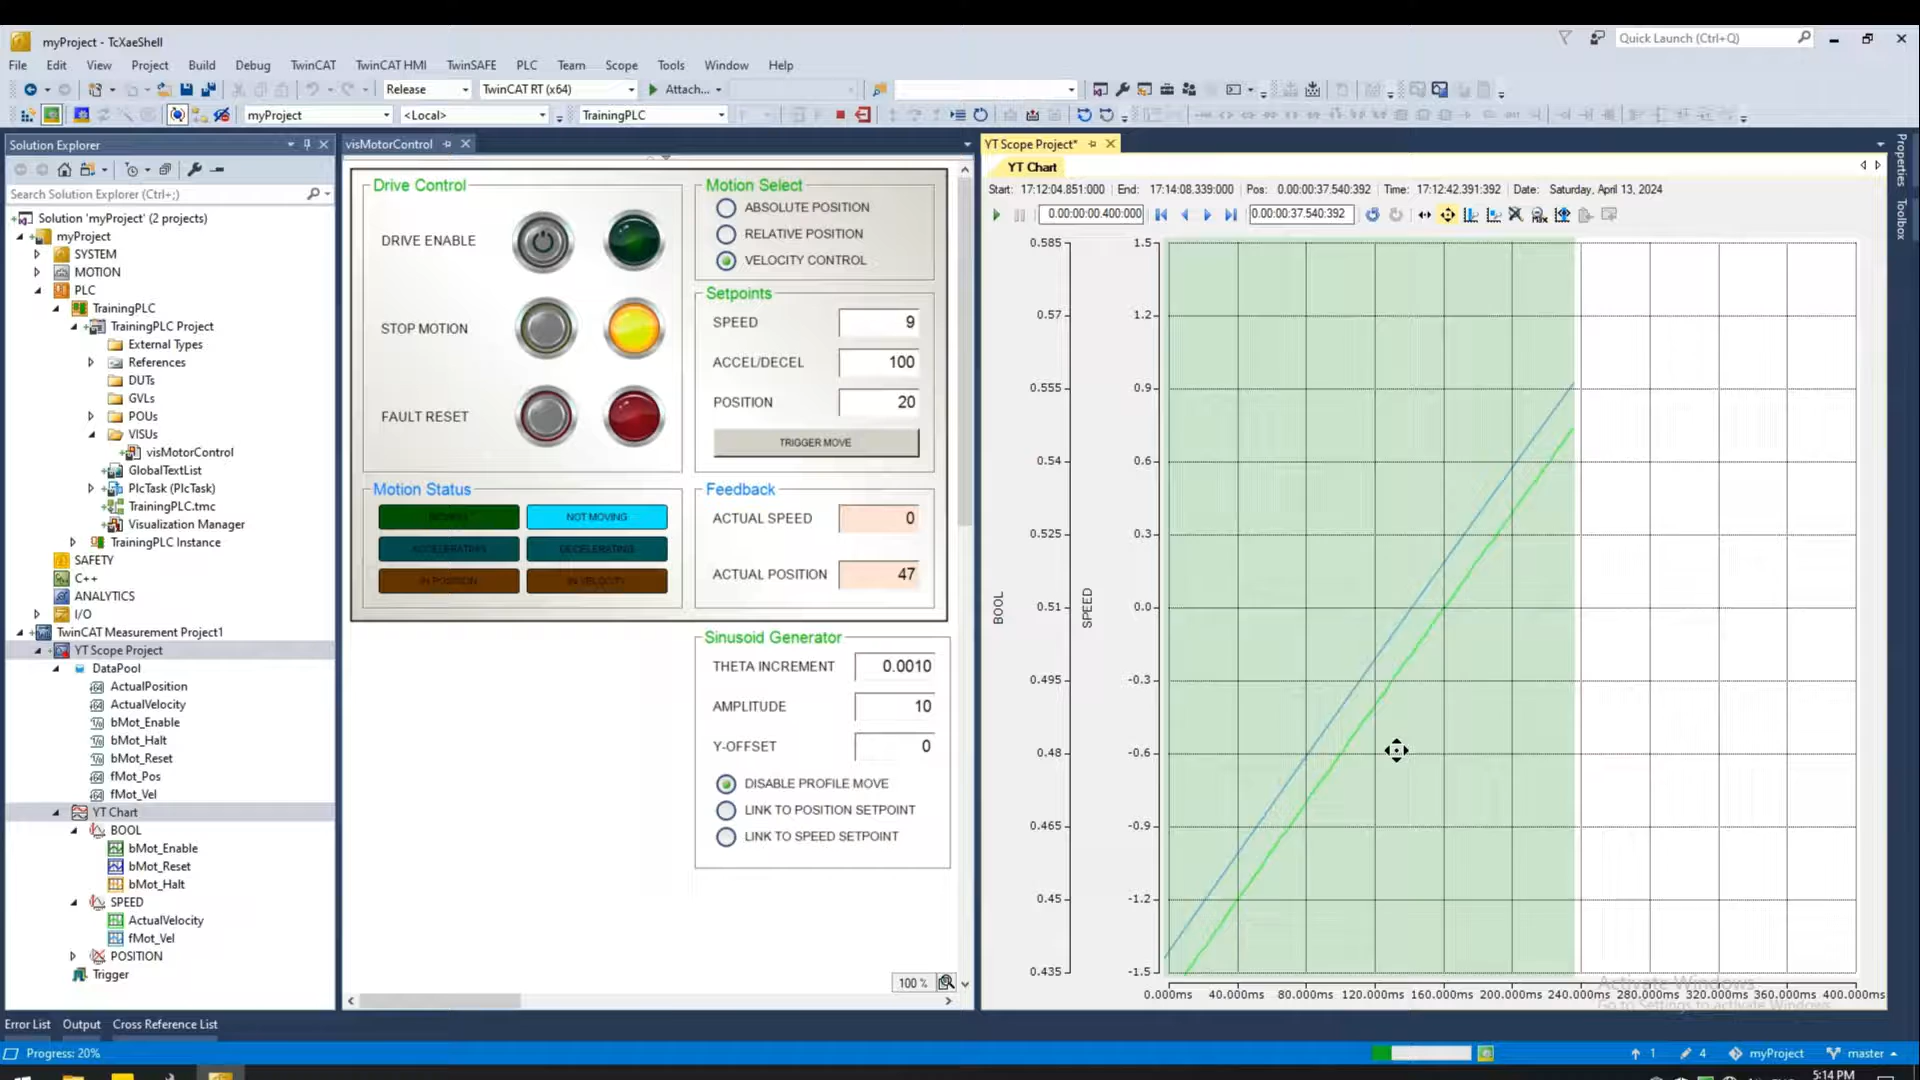 myProject - TcXaeShell
Quick Launch (Ctrl+Q)
File Edit View Project Build Debug TwinCAT TwinCAT HMI TwinSAFE PLC Team Scope Tools Window Help
Release TwinCAT RT (x64) Attach...
myProject <Local> TrainingPLC
Solution Explorer
Search Solution Explorer (Ctrl+;)
Solution 'myProject' (2 projects)
myProject
SYSTEM
MOTION
PLC
TrainingPLC
TrainingPLC Project
External Types
References
DUTs
GVLs
POUs
VISUs
visMotorControl
GlobalTextList
PlcTask (PlcTask)
TrainingPLC.tmc
Visualization Manager
TrainingPLC Instance
SAFETY
C++
ANALYTICS
I/O
TwinCAT Measurement Project1
YT Scope Project
DataPool
ActualPosition
ActualVelocity
bMot_Enable
bMot_Halt
bMot_Reset
fMot_Pos
fMot_Vel
YT Chart
BOOL
bMot_Enable
bMot_Reset
bMot_Halt
SPEED
ActualVelocity
fMot_Vel
POSITION
Trigger
visMotorControl
Drive Control
DRIVE ENABLE
STOP MOTION
FAULT RESET
Motion Select
ABSOLUTE POSITION
RELATIVE POSITION
VELOCITY CONTROL
Setpoints
SPEED 9
ACCEL/DECEL 100
POSITION 20
TRIGGER MOVE
Motion Status
NOT MOVING
ACCELERATING DECELERATING
IN POSITION IN VELOCITY
Feedback
ACTUAL SPEED 0
ACTUAL POSITION 47
Sinusoid Generator
THETA INCREMENT 0.0010
AMPLITUDE 10
Y-OFFSET 0
DISABLE PROFILE MOVE
LINK TO POSITION SETPOINT
LINK TO SPEED SETPOINT
100 %
YT Scope Project*
YT Chart
Start: 17:12:04.851:000 End: 17:14:08.339:000 Pos: 0.00:00:37.540:392 Time: 17:12:42.391:392 Date: Saturday, April 13, 2024
0.00:00:00.400:000 0.00:00:37.540:392
0.585 1.5
0.57 1.2
0.555 0.9
0.54 0.6
0.525 0.3
0.51 0.0
0.495 -0.3
0.48 -0.6
0.465 -0.9
0.45 -1.2
0.435 -1.5
BOOL
SPEED
0.000ms 40.000ms 80.000ms 120.000ms 160.000ms 200.000ms 240.000ms 280.000ms 320.000ms 360.000ms 400.000ms
Activate Windows
Go to Settings to activate Windows.
Properties
Toolbox
Error List Output Cross Reference List
Progress: 20%
1 4 myProject master
5:14 PM